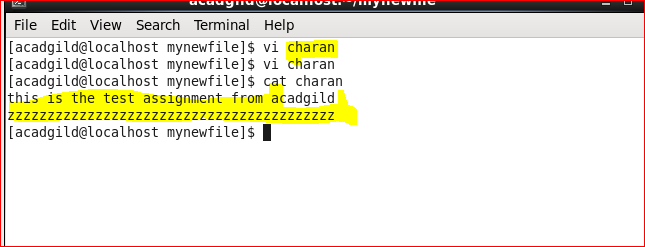 acadgild@localhost:~/mynewfile
File Edit View Search Terminal Help
[acadgild@localhost mynewfile]$ vi charan
[acadgild@localhost mynewfile]$ vi charan
[acadgild@localhost mynewfile]$ cat charan
this is the test assignment from acadgild
zzzzzzzzzzzzzzzzzzzzzzzzzzzzzzzzzzzzzzzzz
[acadgild@localhost mynewfile]$